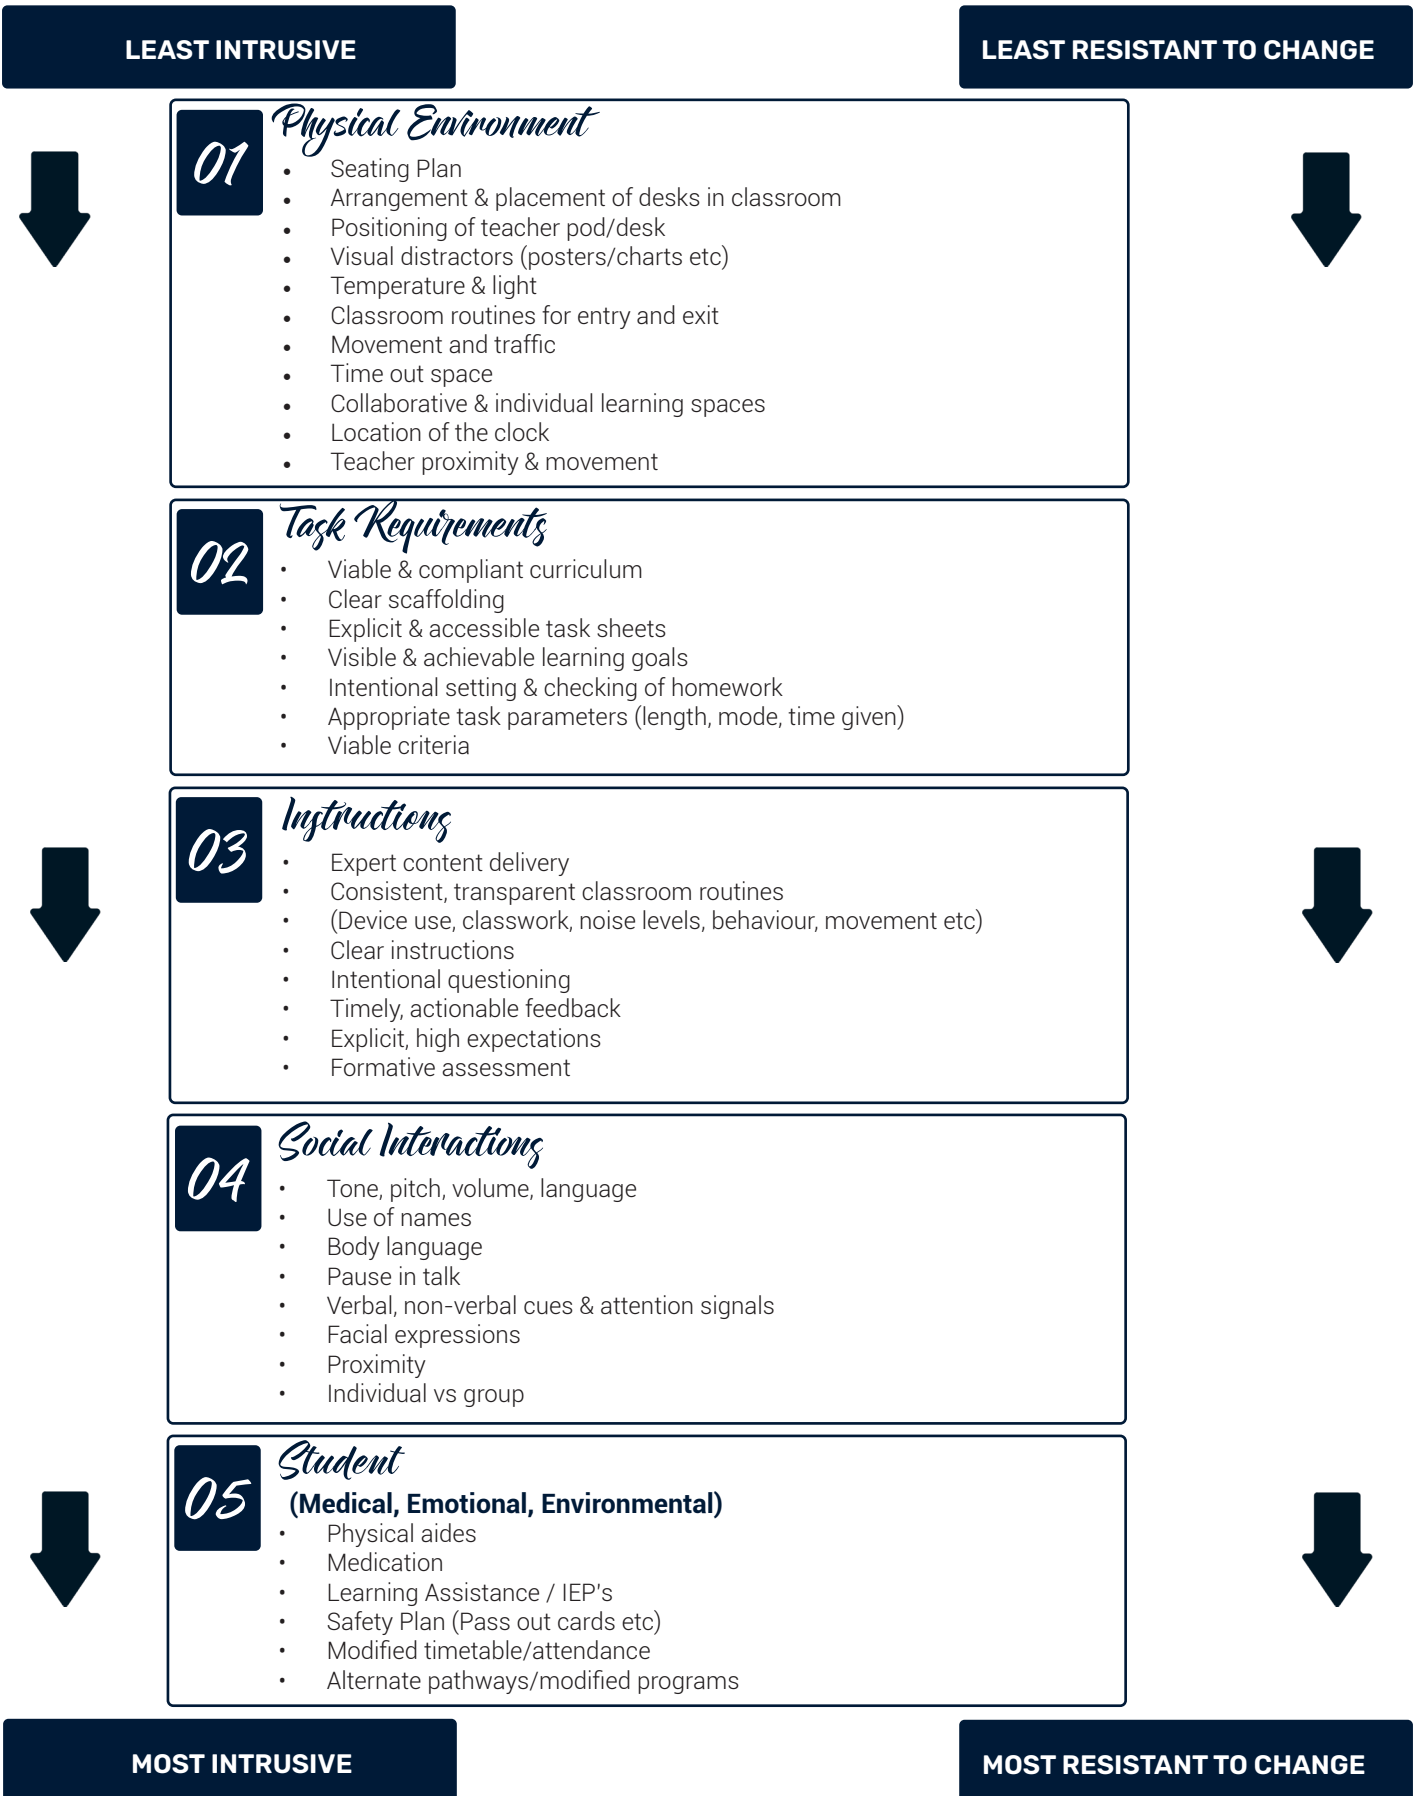 LEAST INTRUSIVE
LEAST RESISTANT TO CHANGE
01
Physical Environment
• Seating Plan
• Arrangement & placement of desks in classroom
• Positioning of teacher pod/desk
• Visual distractors (posters/charts etc)
• Temperature & light
• Classroom routines for entry and exit
• Movement and traffic
• Time out space
• Collaborative & individual learning spaces
• Location of the clock
• Teacher proximity & movement
02
Task Requirements
• Viable & compliant curriculum
• Clear scaffolding
• Explicit & accessible task sheets
• Visible & achievable learning goals
• Intentional setting & checking of homework
• Appropriate task parameters (length, mode, time given)
• Viable criteria
03
Instructions
• Expert content delivery
• Consistent, transparent classroom routines
• (Device use, classwork, noise levels, behaviour, movement etc)
• Clear instructions
• Intentional questioning
• Timely, actionable feedback
• Explicit, high expectations
• Formative assessment
04
Social Interactions
• Tone, pitch, volume, language
• Use of names
• Body language
• Pause in talk
• Verbal, non-verbal cues & attention signals
• Facial expressions
• Proximity
• Individual vs group
05
Student
(Medical, Emotional, Environmental)
• Physical aides
• Medication
• Learning Assistance / IEP's
• Safety Plan (Pass out cards etc)
• Modified timetable/attendance
• Alternate pathways/modified programs
MOST INTRUSIVE
MOST RESISTANT TO CHANGE